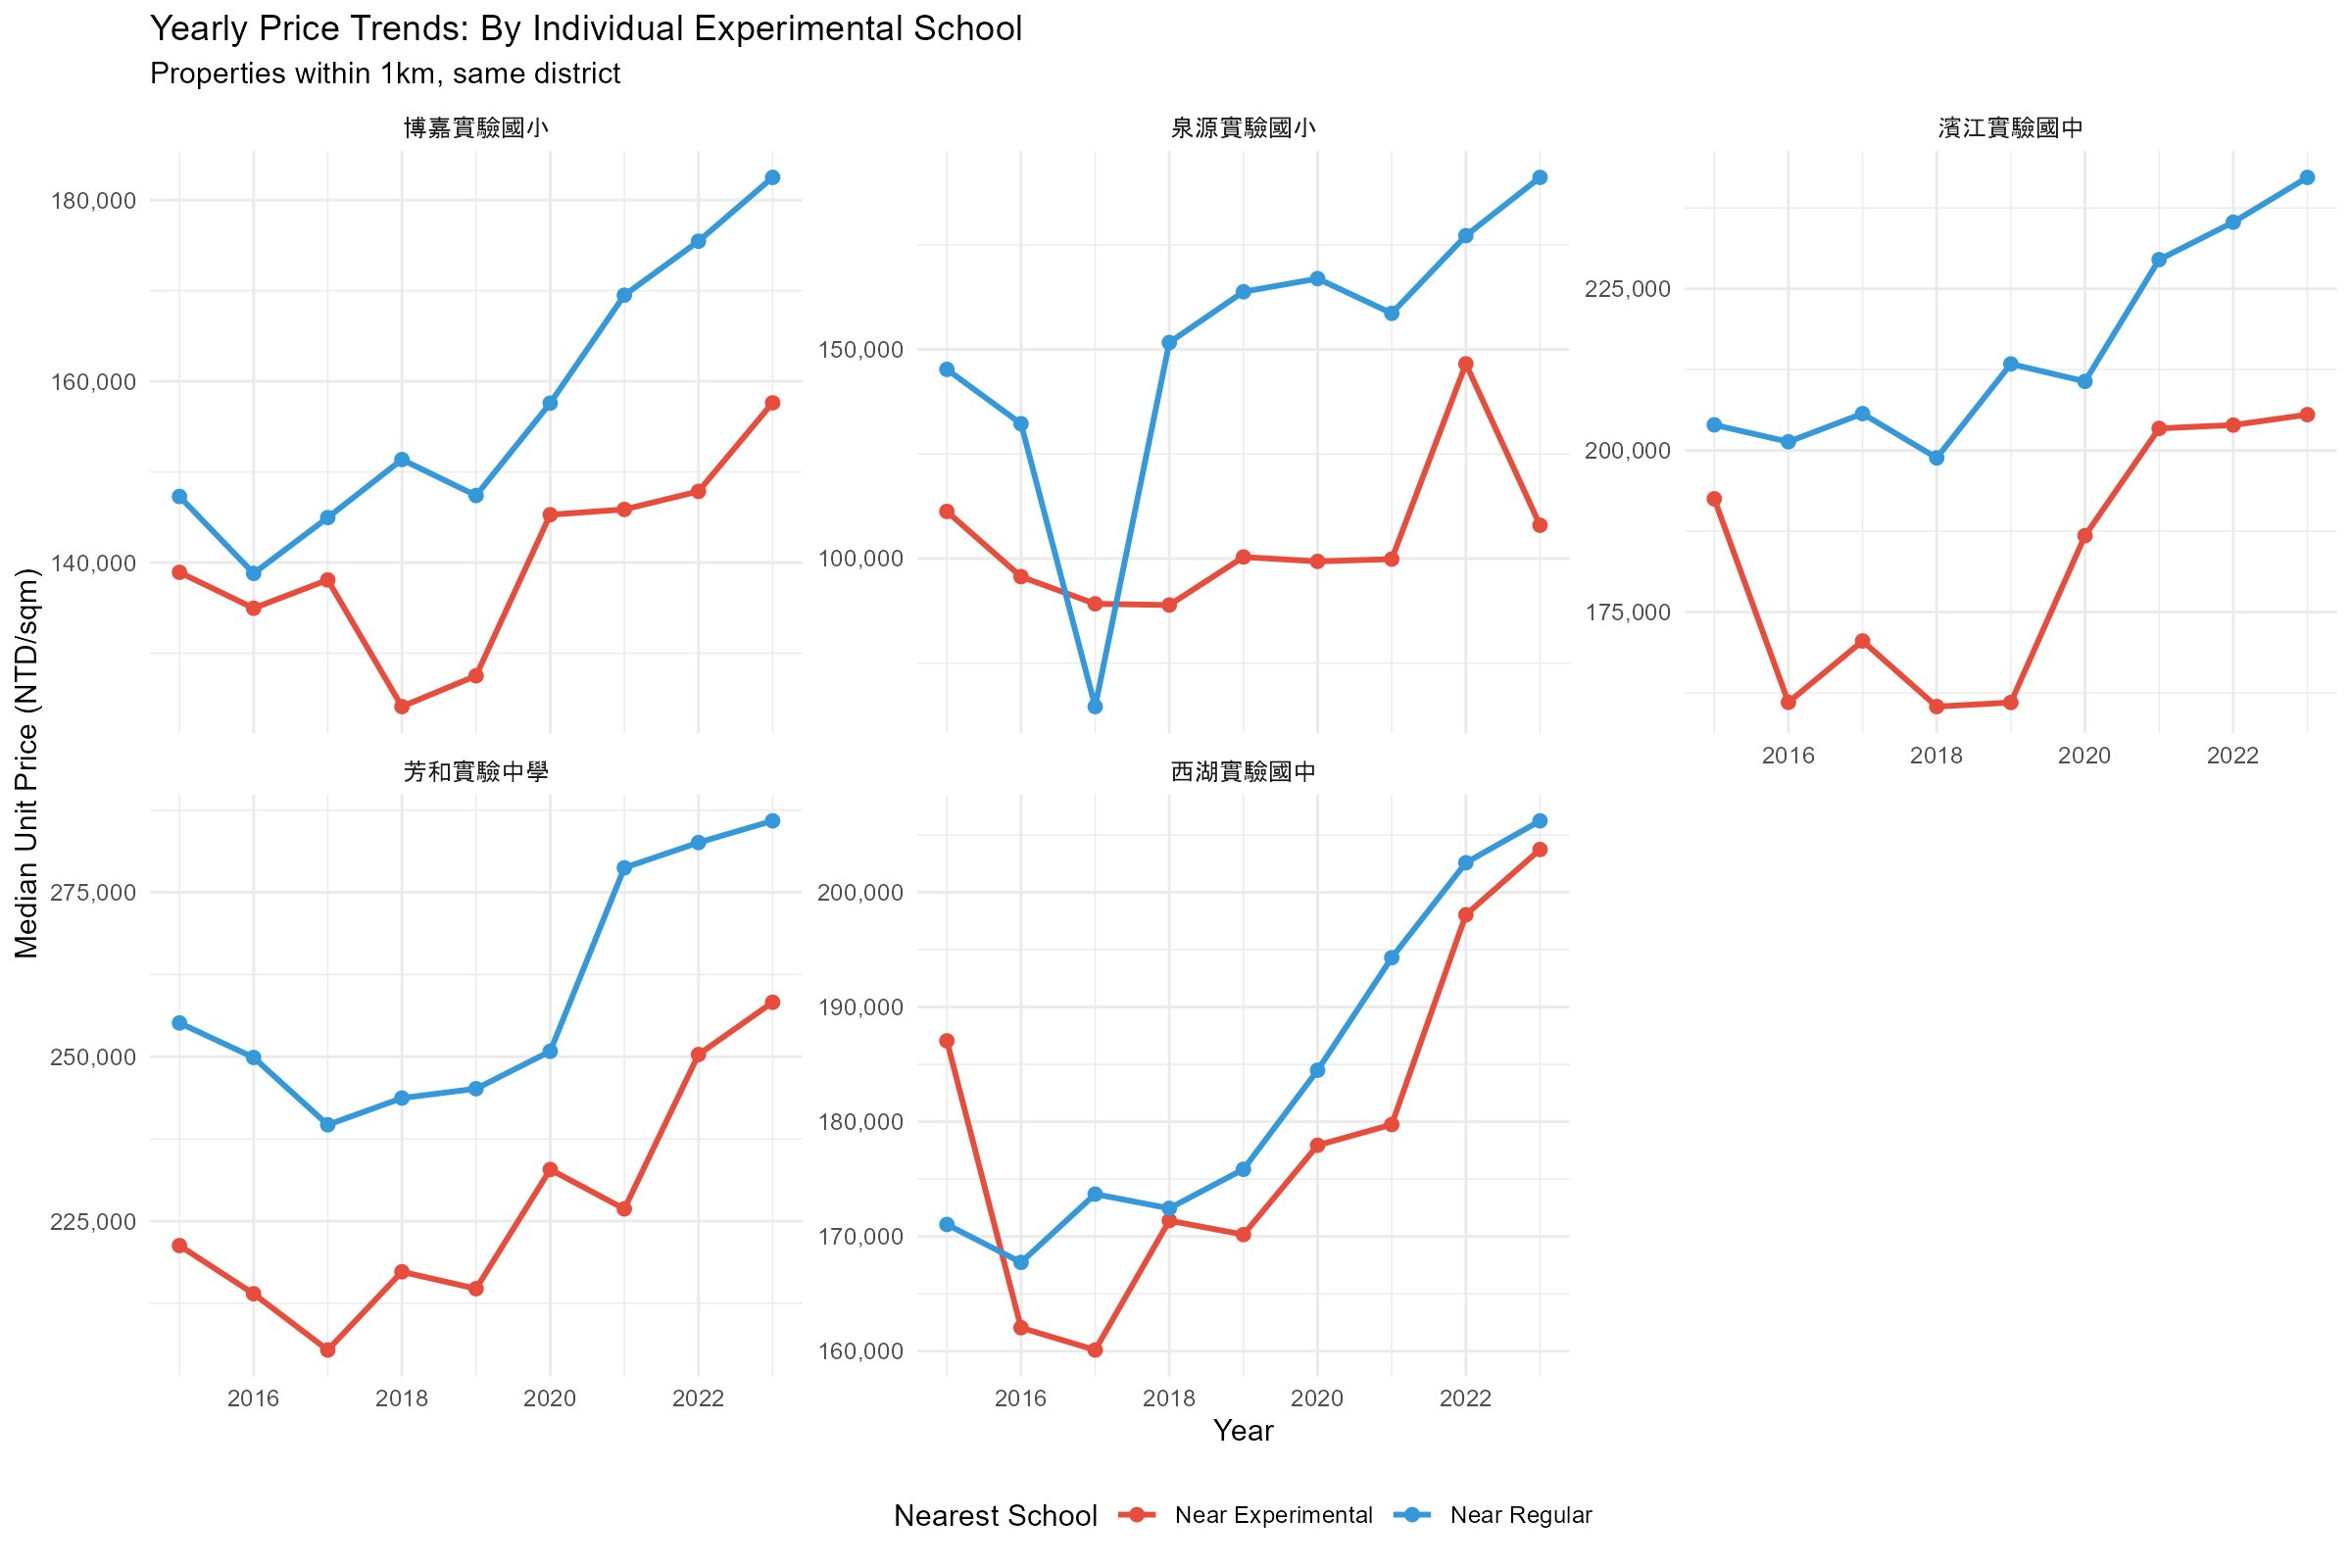 Yearly Price Trends: By Individual Experimental School
Properties within 1km, same district
博嘉實驗國小
泉源實驗國小
濱江實驗國中
180,000
160,000
140,000
150,000
100,000
225,000
200,000
175,000
2016 2018 2020 2022
芳和實驗中學
西湖實驗國中
275,000
250,000
225,000
200,000
190,000
180,000
170,000
160,000
2016 2018 2020 2022
2016 2018 2020 2022
Median Unit Price (NTD/sqm)
Year
Nearest School Near Experimental Near Regular